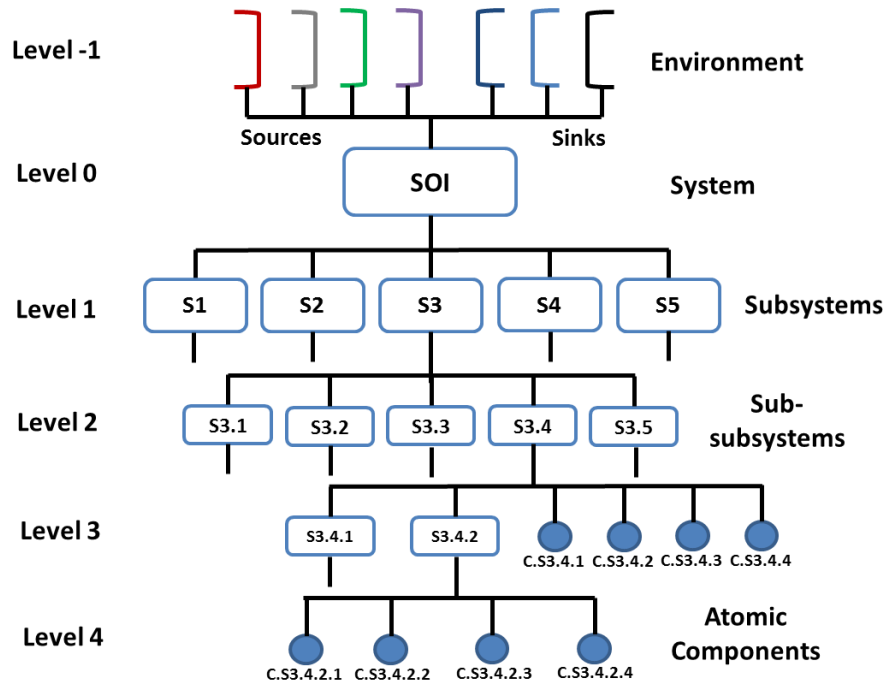 Level -1
Environment
Sources
Sinks
Level 0
SOI
System
Level 1
S1
S2
S3
S4
S5
Subsystems
Level 2
S3.1
S3.2
S3.3
S3.4
S3.5
Sub-
subsystems
Level 3
S3.4.1
S3.4.2
C.S3.4.1
C.S3.4.2
C.S3.4.3
C.S3.4.4
Level 4
C.S3.4.2.1
C.S3.4.2.2
C.S3.4.2.3
C.S3.4.2.4
Atomic
Components